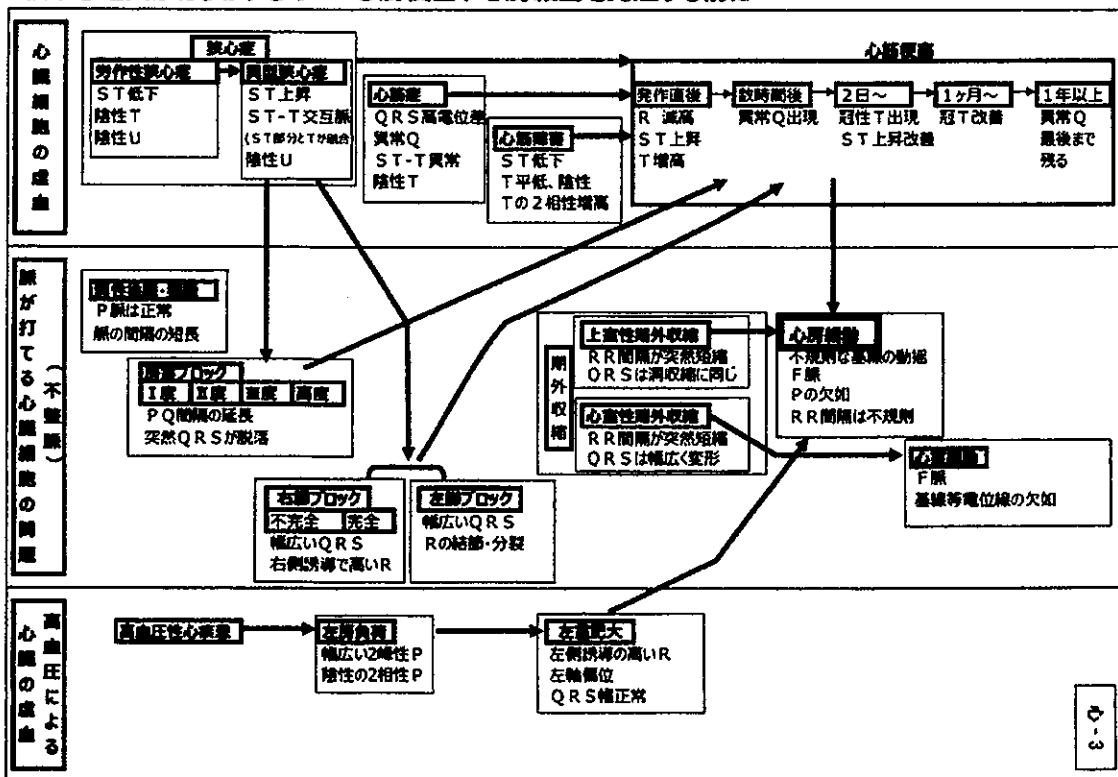 心臓細胞の虚血
狭心症
労作性狭心症
ST低下
陰性T
陰性U
異型狭心症
ST上昇
ST-T交互脈
(ST部分とTが融合
陰性U
心筋症
QRS高電位差
異常Q
ST-T異常
陰性T
心筋障害
ST低下
T平低、陰性
Tの2相性増高
心筋梗塞
発作直後
R 減高
ST上昇
T増高
数時間後
異常Q出現
2日~
冠性T出現
ST上昇改善
1ヶ月~
冠T改善
1年以上
異常Q
最後まで
残る
脈が打てる心臓細胞の問題
(不整脈)
P脈は正常
脈の間隔の短長
房室ブロック
Ⅰ度 Ⅱ度 Ⅲ度 高度
PQ間隔の延長
突然QRSが脱落
右脚ブロック
不完全 完全
幅広いQRS
右側誘導で高いR
左脚ブロック
幅広いQRS
Rの結節・分裂
期外収縮
上室性期外収縮
RR間隔が突然短縮
QRSは洞収縮に同じ
心室性期外収縮
RR間隔が突然短縮
QRSは幅広く変形
心房細動
不規則な基線の動揺
F脈
Pの欠如
RR間隔は不規則
心室細動
F脈
基線等電位線の欠如
高血圧による
心臓の虚血
高血圧性心疾患
左房負荷
幅広い2峰性P
陰性の2相性P
左室肥大
左側誘導の高いR
左軸偏位
QRS幅正常
心-3